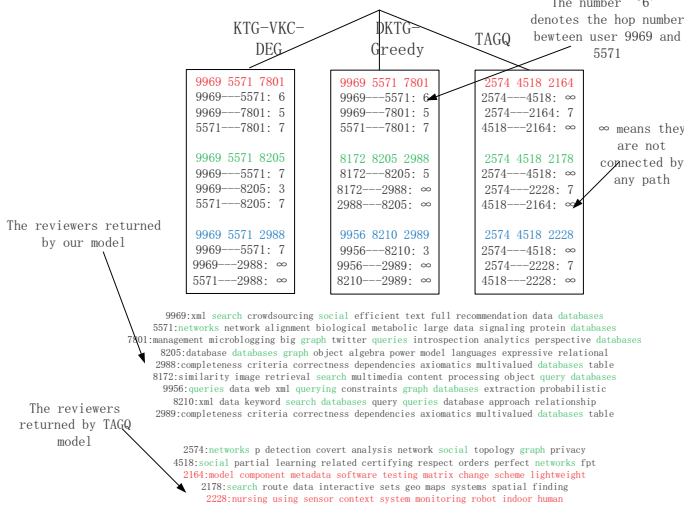 The number "6"
denotes the hop number
bewteen user 9969 and
5571
KTG-VKC-
DEG
DKTG-
Greedy
TAGQ
9969 5571 7801
9969---5571: 6
9969---7801: 5
5571---7801: 7
9969 5571 8205
9969---5571: 7
9969---8205: 3
5571---8205: 7
9969 5571 2988
9969---5571: 7
9969---2988: ∞
5571---2988: ∞
9969 5571 7801
9969---5571: 6
9969---7801: 5
5571---7801: 7
8172 8205 2988
8172---8205: 5
8172---2988: ∞
2988---8205: ∞
9956 8210 2989
9956---8210: 3
9956---2989: ∞
8210---2989: ∞
2574 4518 2164
2574---4518: ∞
2574---2164: 7
4518---2164: ∞
2574 4518 2178
2574---4518: ∞
2574---2228: 7
4518---2164: ∞
2574 4518 2228
2574---4518: ∞
2574---2228: 7
4518---2228: ∞
∞ means they
are not
connected by
any path
The reviewers returned
by our model
9969:xml search crowdsourcing social efficient text full recommendation data databases
5571:networks network alignment biological metabolic large data signaling protein databases
7801:management microblogging big graph twitter queries introspection analytics perspective databases
8205:database databases graph object algebra power model languages expressive relational
2988:completeness criteria correctness dependencies axiomatics multivalued databases table
8172:similarity image retrieval search multimedia content processing object query databases
9956:queries data web xml querying constraints graph databases extraction probabilistic
8210:xml data keyword search databases query queries database approach relationship
2989:completeness criteria correctness dependencies axiomatics multivalued databases table
The reviewers
returned by TAGQ
model
2574:networks p detection covert analysis network social topology graph privacy
4518:social partial learning related certifying respect orders perfect networks fpt
2164:model component metadata software testing matrix change scheme lightweight
2178:search route data interactive sets geo maps systems spatial finding
2228:nursing using sensor context system monitoring robot indoor human